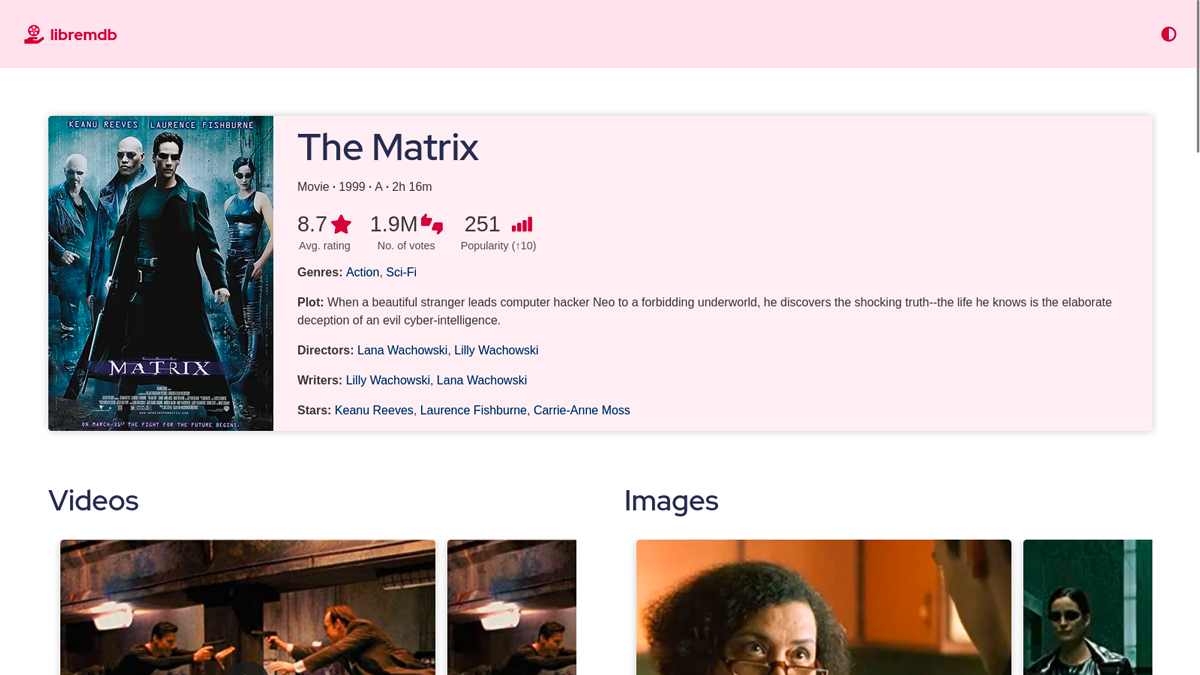 libremdb
KEANU REEVES LAURENCE FISHBURNE
MATRIX
ON MARCH 31ST THE FIGHT FOR THE FUTURE BEGINS.
The Matrix
Movie · 1999 · A · 2h 16m
8.7 1.9M 251
Avg. rating No. of votes Popularity (↑10)
Genres: Action, Sci-Fi
Plot: When a beautiful stranger leads computer hacker Neo to a forbidding underworld, he discovers the shocking truth--the life he knows is the elaborate
deception of an evil cyber-intelligence.
Directors: Lana Wachowski, Lilly Wachowski
Writers: Lilly Wachowski, Lana Wachowski
Stars: Keanu Reeves, Laurence Fishburne, Carrie-Anne Moss
Videos
Images